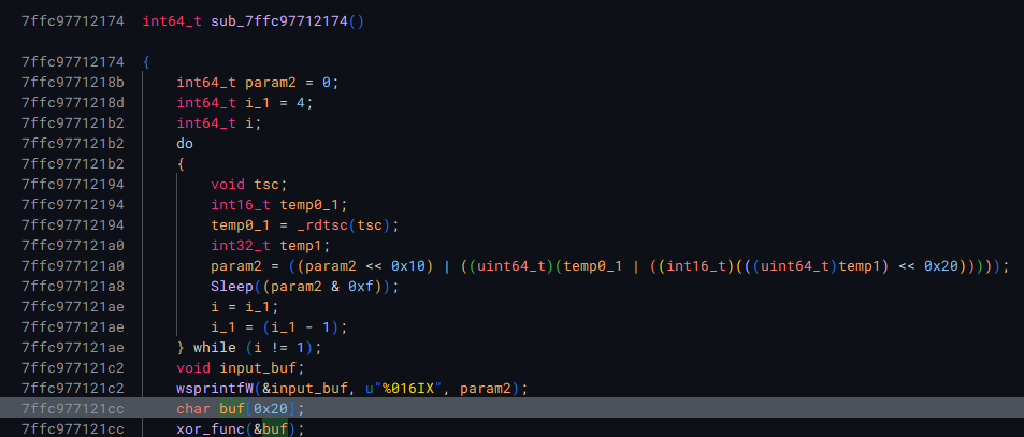 7ffc97712174 int64_t sub_7ffc97712174()
7ffc97712174 {
7ffc9771218b int64_t param2 = 0;
7ffc9771218d int64_t i_1 = 4;
7ffc977121b2 int64_t i;
7ffc977121b2 do
7ffc977121b2 {
7ffc97712194 void tsc;
7ffc97712194 int16_t temp0_1;
7ffc97712194 temp0_1 = _rdtsc(tsc);
7ffc977121a0 int32_t temp1;
7ffc977121a0 param2 = ((param2 << 0x10) | ((uint64_t)(temp0_1 | ((int16_t)(((uint64_t)temp1) << 0x20)))));
7ffc977121a8 Sleep((param2 & 0xf));
7ffc977121ae i = i_1;
7ffc977121ae i_1 = (i_1 - 1);
7ffc977121ae } while (i != 1);
7ffc977121c2 void input_buf;
7ffc977121c2 wsprintfW(&input_buf, u"%016IX", param2);
7ffc977121cc char buf[0x20];
7ffc977121cc xor_func(&buf);